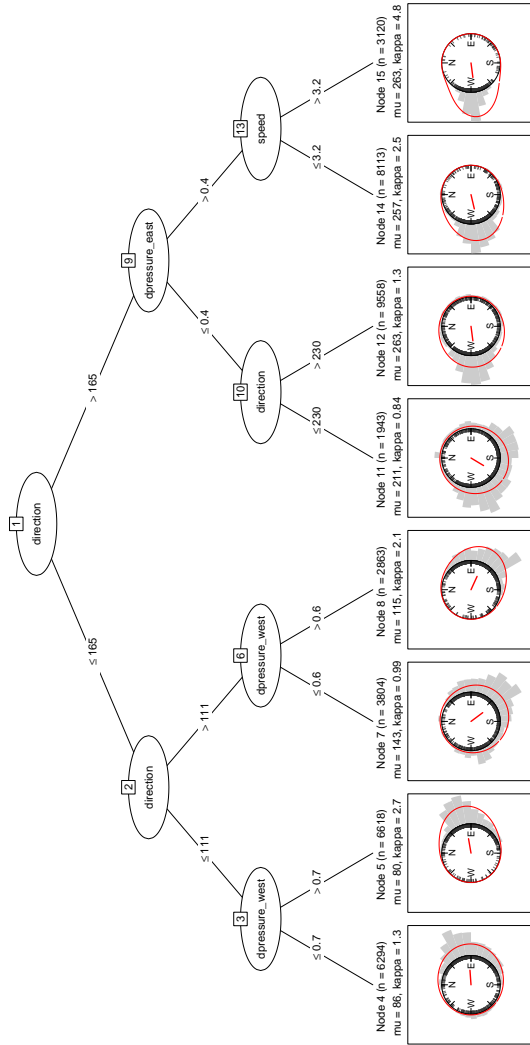 1
direction
≤ 165
> 165
2
direction
≤ 111
> 111
3
dpressure_west
≤ 0.7
> 0.7
Node 4 (n = 6294)
mu = 86, kappa = 1.3
N
E
S
W
Node 5 (n = 6618)
mu = 80, kappa = 2.7
N
E
S
W
6
dpressure_west
≤ 0.6
> 0.6
Node 7 (n = 3804)
mu = 143, kappa = 0.99
N
E
S
W
Node 8 (n = 2863)
mu = 115, kappa = 2.1
N
E
S
W
9
dpressure_east
≤ 0.4
> 0.4
10
direction
≤ 230
> 230
Node 11 (n = 1943)
mu = 211, kappa = 0.84
N
E
S
W
Node 12 (n = 9558)
mu = 263, kappa = 1.3
N
E
S
W
13
speed
≤ 3.2
> 3.2
Node 14 (n = 8113)
mu = 257, kappa = 2.5
N
E
S
W
Node 15 (n = 3120)
mu = 263, kappa = 4.8
N
E
S
W